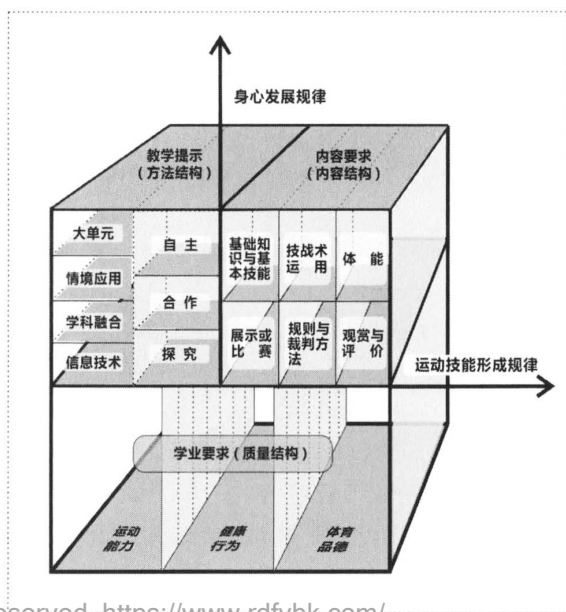 身心发展规律
教学提示
（方法结构）
内容要求
（内容结构）
大单元
情境应用
学科融合
信息技术
自 主
合 作
探 究
基础知
识与基
本技能
技战术
运 用
体 能
展示或
比 赛
规则与
裁判方
法
观赏与
评 价
运动技能形成规律
学业要求（质量结构）
运动
能力
健康
行为
体育
品德
https://www.rdfybk.com/